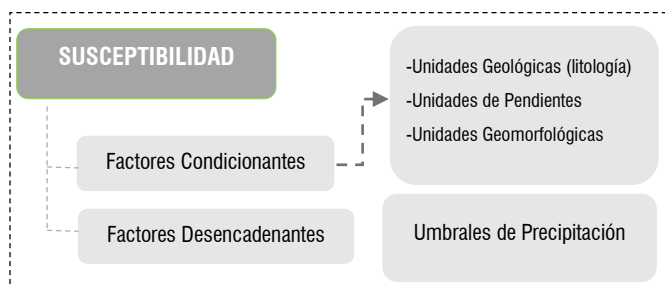 SUSCEPTIBILIDAD
Factores Condicionantes
-Unidades Geológicas (litología)
-Unidades de Pendientes
-Unidades Geomorfológicas
Factores Desencadenantes
Umbrales de Precipitación